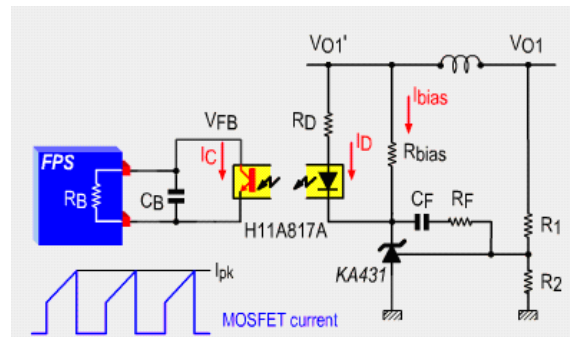 VO1'
VO1
Ibias
RD
ID
Rbias
VFB
IC
FPS
RB
CB
H11A817A
CF
RF
R1
KA431
R2
Ipk
MOSFET current